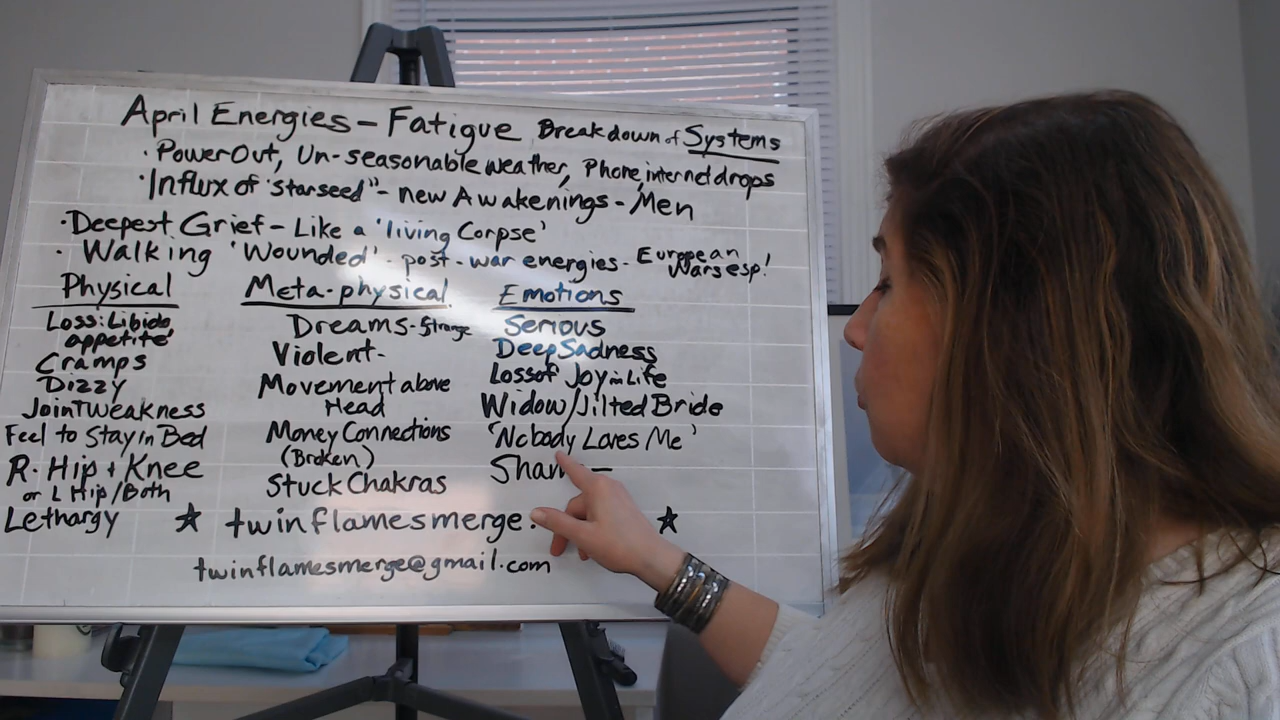 April Energies - Fatigue Breakdown of Systems
· Power Out, Un-seasonable weather, Phone, internet drops
· Influx of "starseed" - new Awakenings - Men
· Deepest Grief - Like a 'living Corpse'
· Walking 'Wounded' - post-war energies - European Wars esp!
Physical
Loss: Libido, appetite
Cramps
Dizzy
Joint Weakness
Feel to Stay in Bed
R. Hip + Knee
or L Hip/Both
Lethargy
Meta-physical
Dreams - Strange
Violent -
Movement above
Head
Money Connections
(Broken)
Stuck Chakras
Emotions
Serious
Deep Sadness
Loss of Joy in Life
Widow/Jilted Bride
'Nobody Loves Me'
☆ twinflamesmerge. ☆
twinflamesmerge@gmail.com